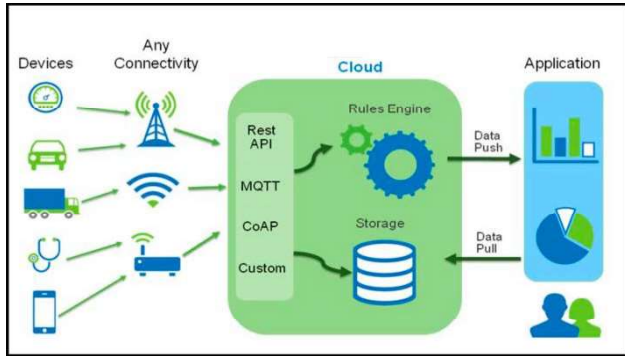 Devices
Any
Connectivity
Cloud
Application
Rest
API
MQTT
CoAP
Custom
Rules Engine
Storage
Data
Push
Data
Pull